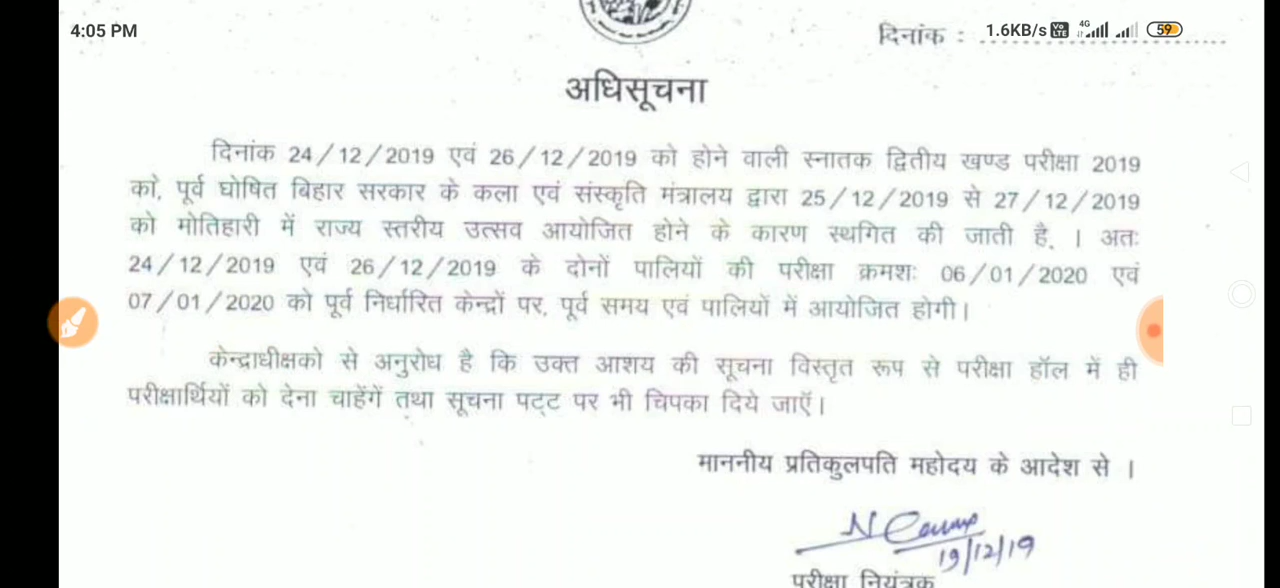 4:05 PM
दिनांक :
1.6KB/s Vo LTE 4G 59
अधिसूचना
दिनांक 24/12/2019 एवं 26/12/2019 को होने वाली स्नातक द्वितीय खण्ड परीक्षा 2019
को, पूर्व घोषित बिहार सरकार के कला एवं संस्कृति मंत्रालय द्वारा 25/12/2019 से 27/12/2019
को मोतिहारी में राज्य स्तरीय उत्सव आयोजित होने के कारण स्थगित की जाती है, । अतः
24/12/2019 एवं 26/12/2019 के दोनों पालियों की परीक्षा क्रमशः 06/01/2020 एवं
07/01/2020 को पूर्व निर्धारित केन्द्रों पर, पूर्व समय एवं पालियों में आयोजित होगी।
केन्द्राधीक्षको से अनुरोध है कि उक्त आशय की सूचना विस्तृत रूप से परीक्षा हॉल में ही
परीक्षार्थियों को देना चाहेंगें तथा सूचना पट्ट पर भी चिपका दिये जाएँ।
माननीय प्रतिकुलपति महोदय के आदेश से ।
19/12/19
परीक्षा नियंत्रक